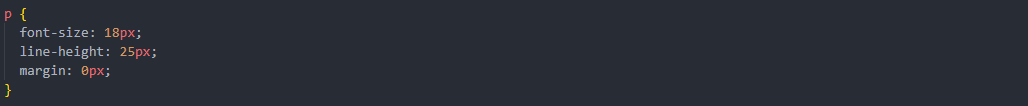 p {
  font-size: 18px;
  line-height: 25px;
  margin: 0px;
}